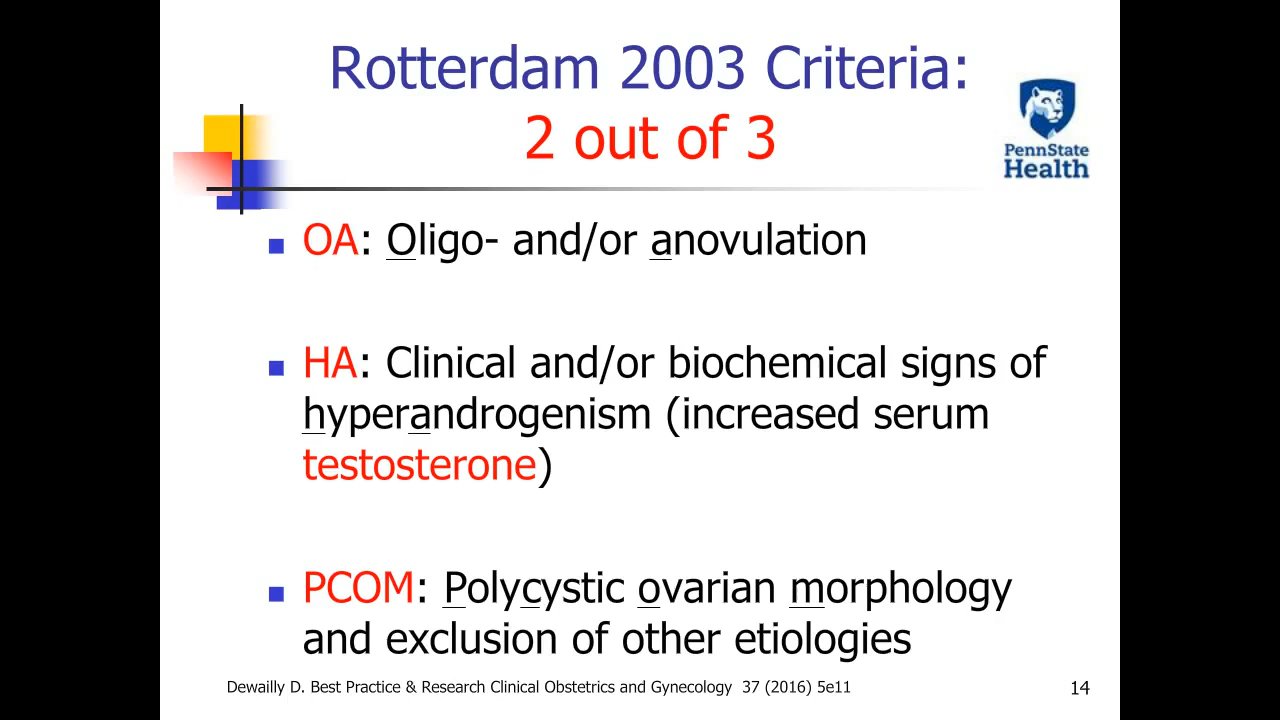 Rotterdam 2003 Criteria:
2 out of 3
PennState
Health
OA: Oligo- and/or anovulation
HA: Clinical and/or biochemical signs of
hyperandrogenism (increased serum
testosterone)
PCOM: Polycystic ovarian morphology
and exclusion of other etiologies
Dewailly D. Best Practice & Research Clinical Obstetrics and Gynecology 37 (2016) 5e11
14